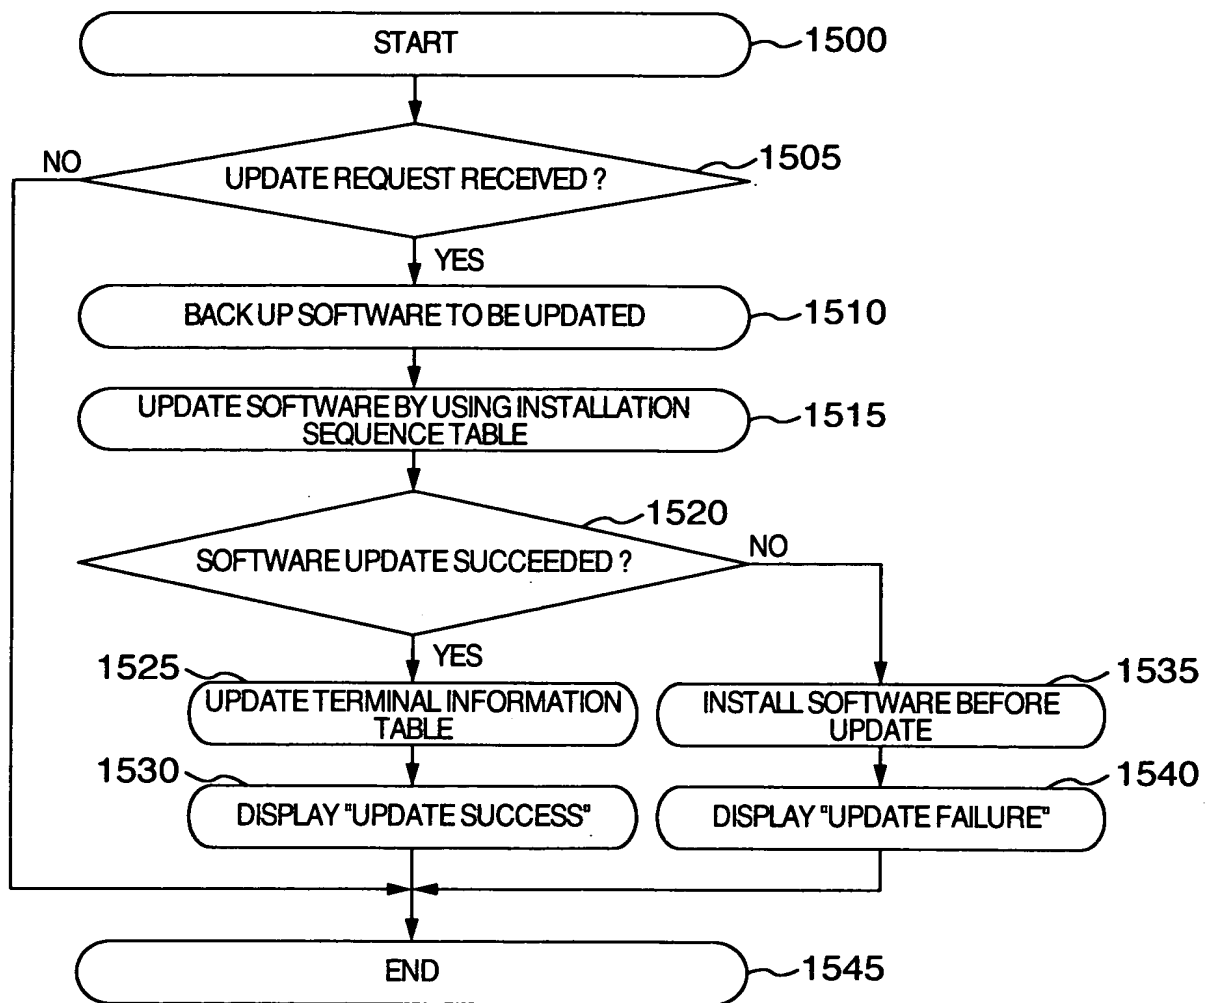 START
1500
NO
UPDATE REQUEST RECEIVED ?
1505
YES
BACK UP SOFTWARE TO BE UPDATED
1510
UPDATE SOFTWARE BY USING INSTALLATION
SEQUENCE TABLE
1515
1520
SOFTWARE UPDATE SUCCEEDED ?
NO
YES
1525
UPDATE TERMINAL INFORMATION
TABLE
1535
INSTALL SOFTWARE BEFORE
UPDATE
1530
DISPLAY "UPDATE SUCCESS"
1540
DISPLAY "UPDATE FAILURE"
END
1545